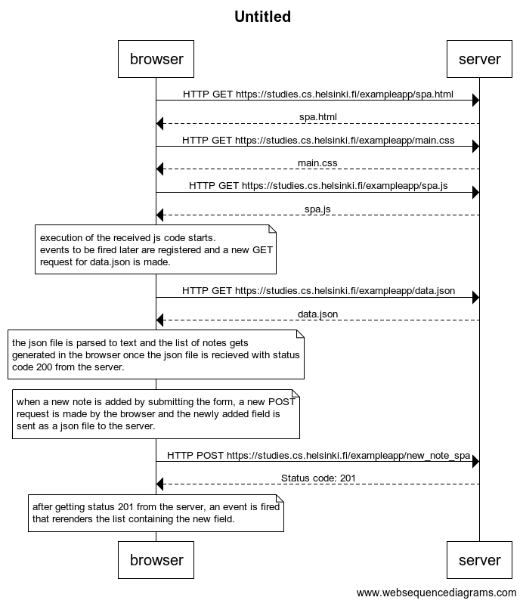 Untitled
browser
server
HTTP GET https://studies.cs.helsinki.fi/exampleapp/spa.html
spa.html
HTTP GET https://studies.cs.helsinki.fi/exampleapp/main.css
main.css
HTTP GET https://studies.cs.helsinki.fi/exampleapp/spa.js
spa.js
execution of the received js code starts.
events to be fired later are registered and a new GET
request for data.json is made.
HTTP GET https://studies.cs.helsinki.fi/exampleapp/data.json
data.json
the json file is parsed to text and the list of notes gets
generated in the browser once the json file is recieved with status
code 200 from the server.
when a new note is added by submitting the form, a new POST
request is made by the browser and the newly added field is
sent as a json file to the server.
HTTP POST https://studies.cs.helsinki.fi/exampleapp/new_note_spa
Status code: 201
after getting status 201 from the server, an event is fired
that rerenders the list containing the new field.
browser
server
www.websequencediagrams.com